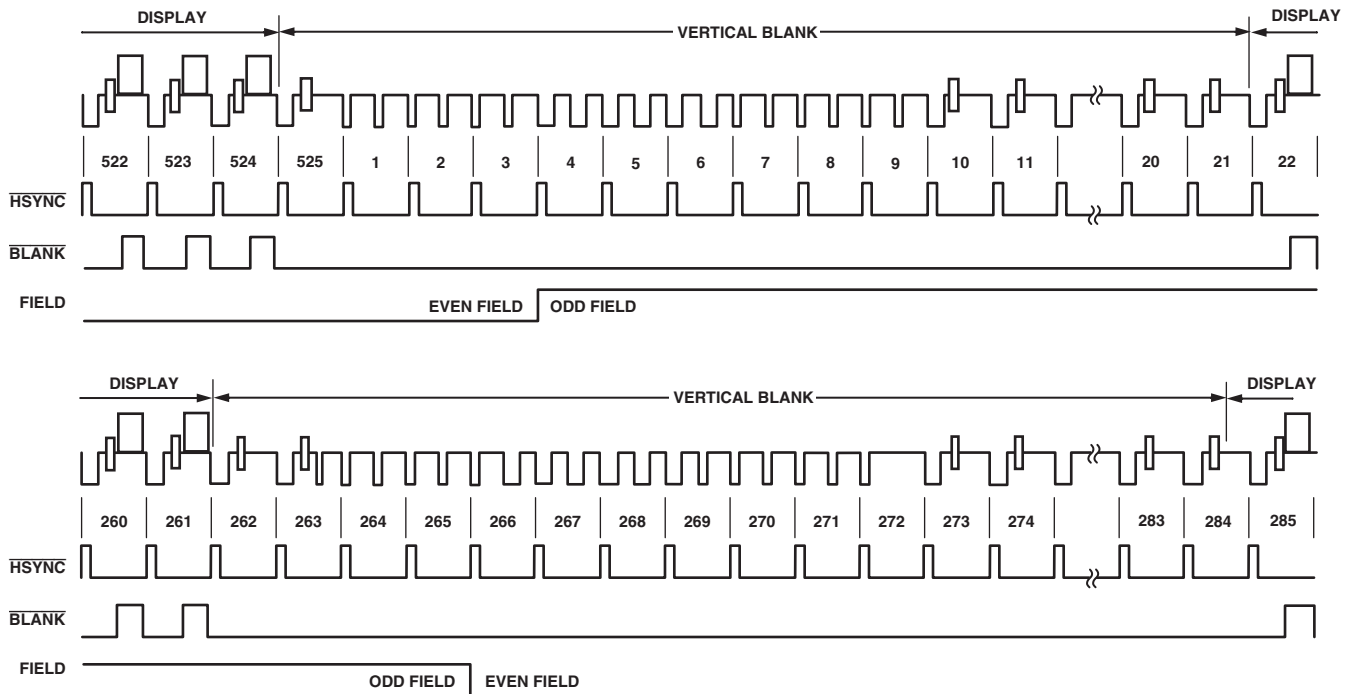 DISPLAY VERTICAL BLANK DISPLAY
522 523 524 525 1 2 3 4 5 6 7 8 9 10 11 20 21 22
HSYNC
BLANK
FIELD EVEN FIELD ODD FIELD
DISPLAY VERTICAL BLANK DISPLAY
260 261 262 263 264 265 266 267 268 269 270 271 272 273 274 283 284 285
HSYNC
BLANK
FIELD ODD FIELD EVEN FIELD